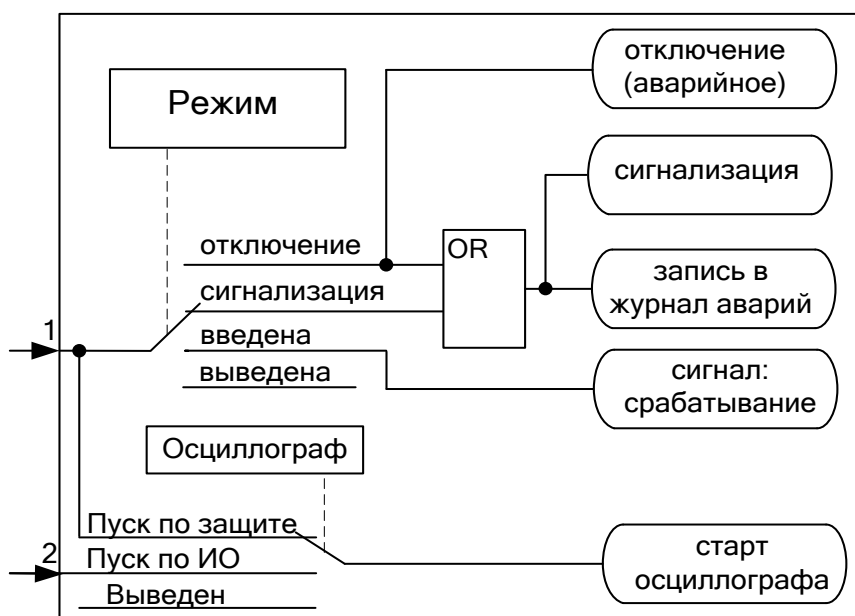 отключение
(аварийное)
Режим
сигнализация
отключение
OR
сигнализация
запись в
журнал аварий
1
введена
выведена
сигнал:
срабатывание
Осциллограф
Пуск по защите
2
Пуск по ИО
Выведен
старт
осциллографа